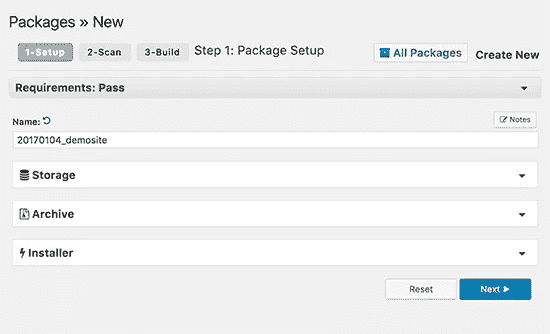 Packages » New
1-Setup 2-Scan 3-Build Step 1: Package Setup All Packages Create New
Requirements: Pass
Name: Notes
20170104_demosite
Storage
Archive
Installer
Reset Next